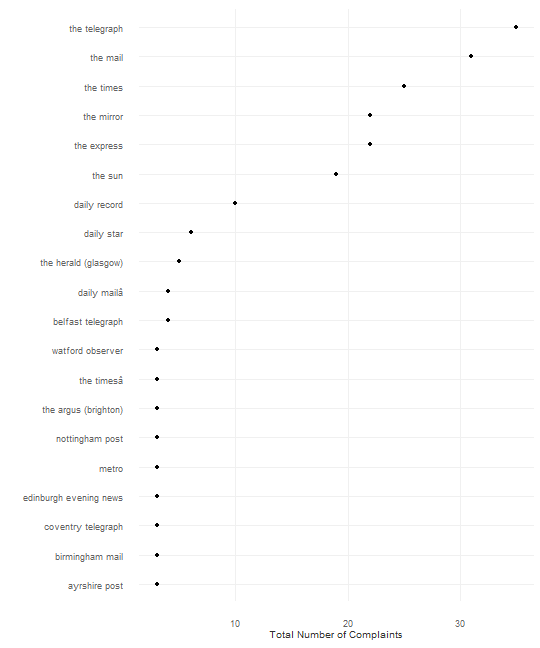 the telegraph
the mail
the times
the mirror
the express
the sun
daily record
daily star
the herald (glasgow)
daily mailâ
belfast telegraph
watford observer
the timesâ
the argus (brighton)
nottingham post
metro
edinburgh evening news
coventry telegraph
birmingham mail
ayrshire post
10 20 30
Total Number of Complaints